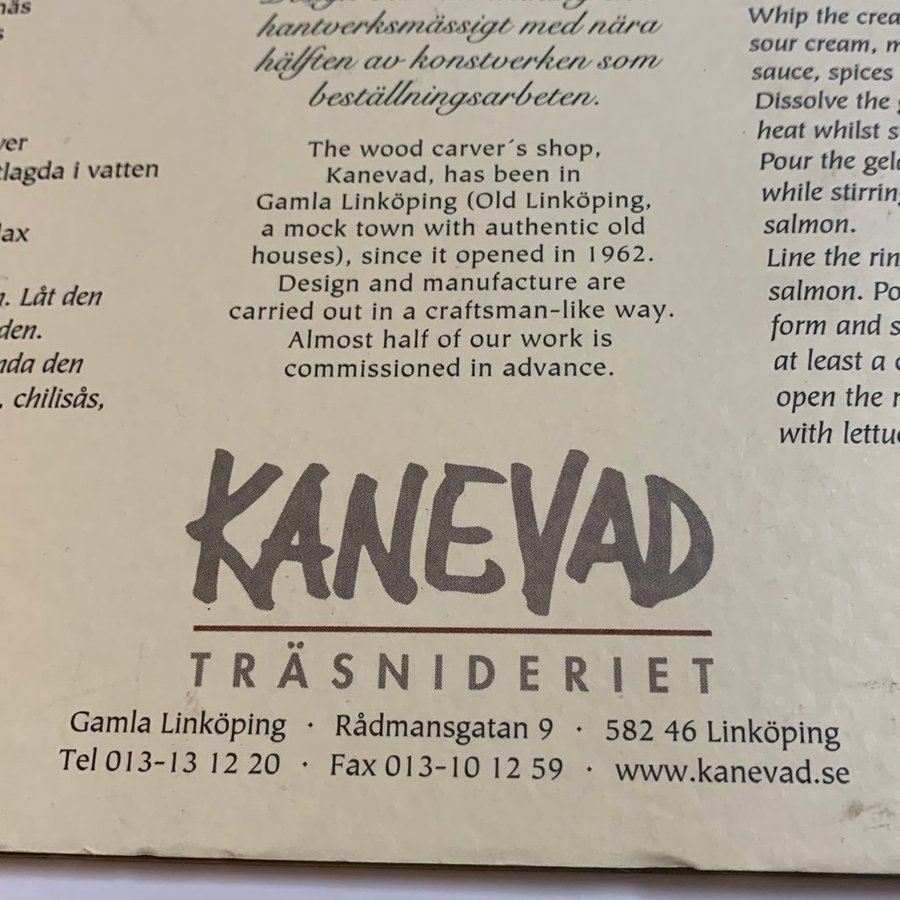 hantverksmässigt med nära
hälften av konstverken som
beställningsarbeten.
The wood carver´s shop,
Kanevad, has been in
Gamla Linköping (Old Linköping,
a mock town with authentic old
houses), since it opened in 1962.
Design and manufacture are
carried out in a craftsman-like way.
Almost half of our work is
commissioned in advance.
KANEVAD
TRÄSNIDERIET
Gamla Linköping · Rådmansgatan 9 · 582 46 Linköping
Tel 013-13 12 20 · Fax 013-10 12 59 · www.kanevad.se
i vatten
. Låt den
den
, chilisås,
Whip the
sour cream,
sauce, spices
Dissolve the
heat whilst
Pour the
while
salmon.
Line the
salmon.
form and
at least a
open the
with